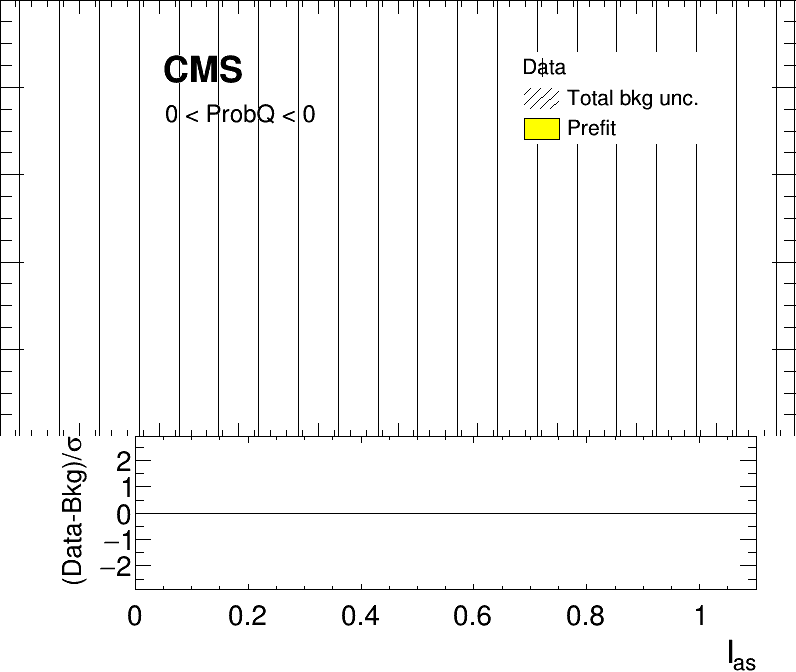 CMS
0 < ProbQ < 0
Data
Total bkg unc.
Prefit
(Data-Bkg)/σ
2
1
0
−1
−2
0 0.2 0.4 0.6 0.8 1
Ias